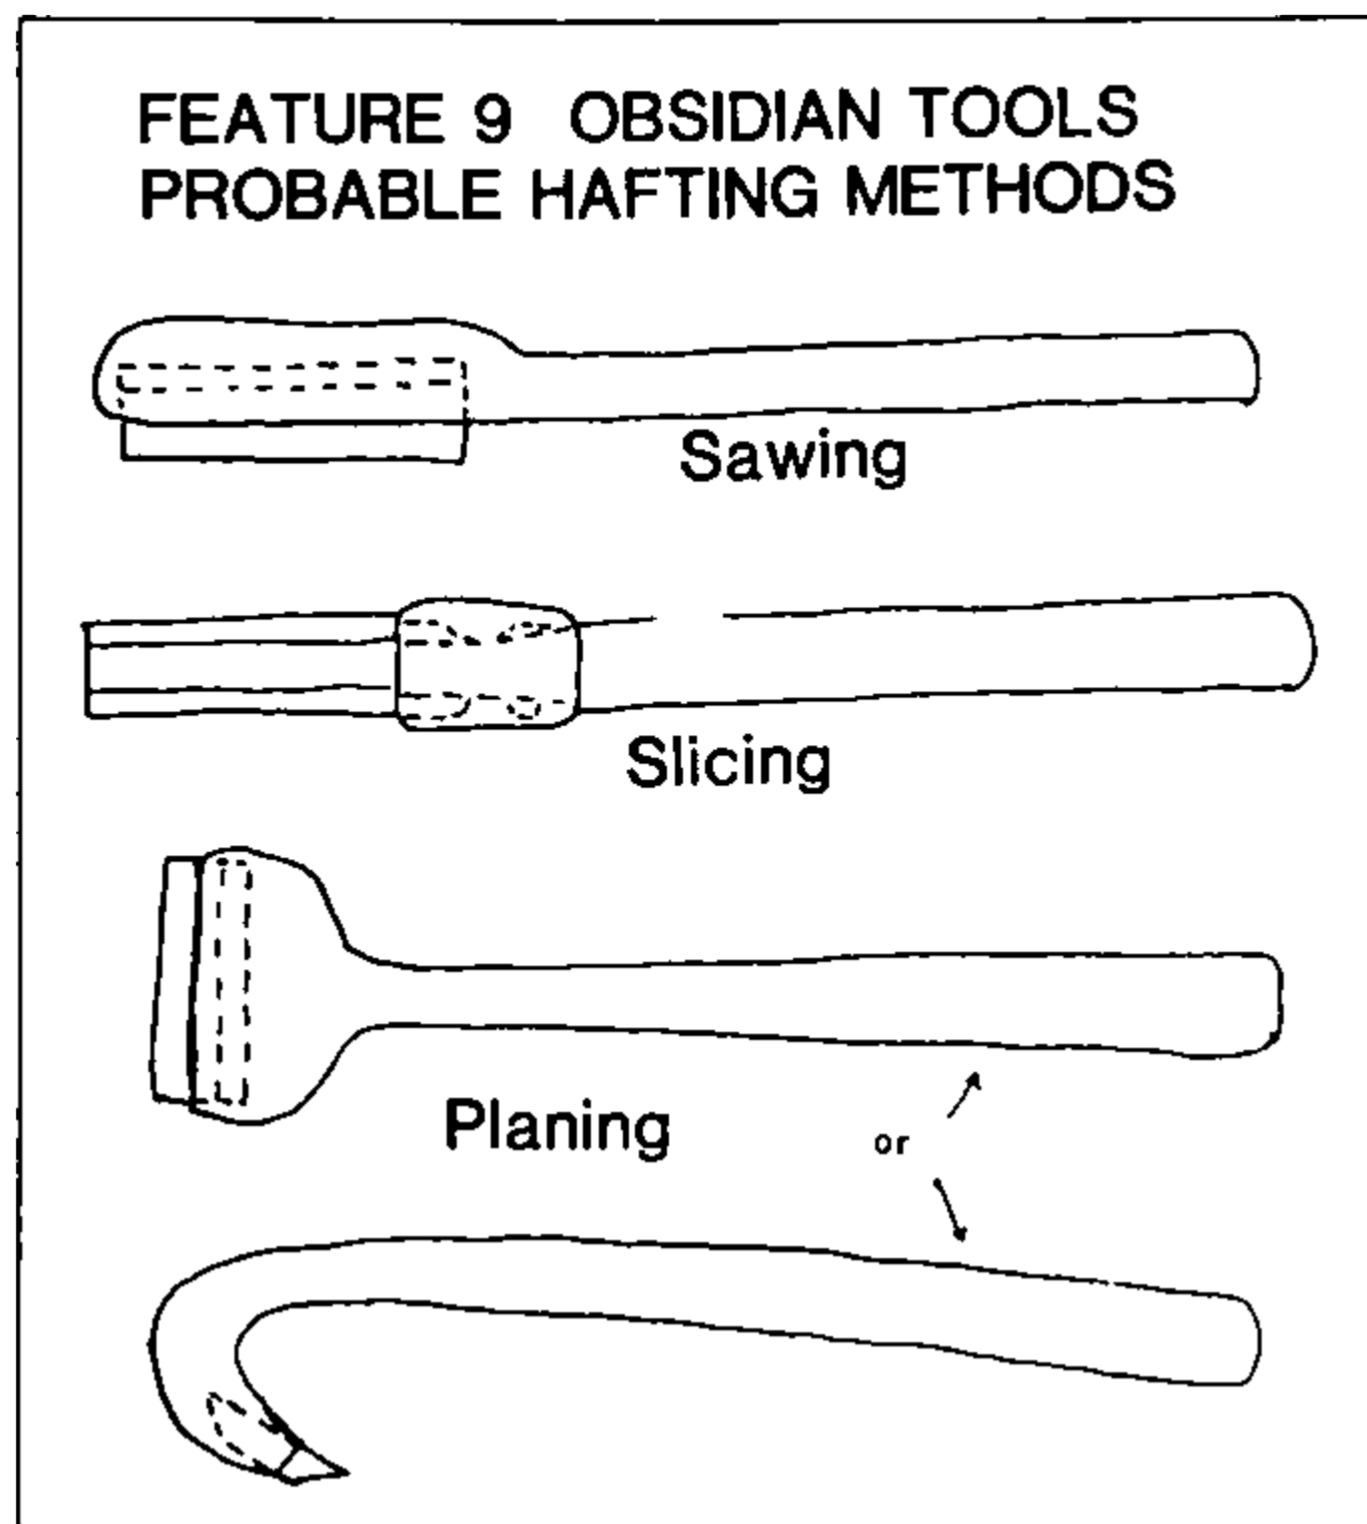 FEATURE 9 OBSIDIAN TOOLS
PROBABLE HAFTING METHODS
Sawing
Slicing
Planing
or